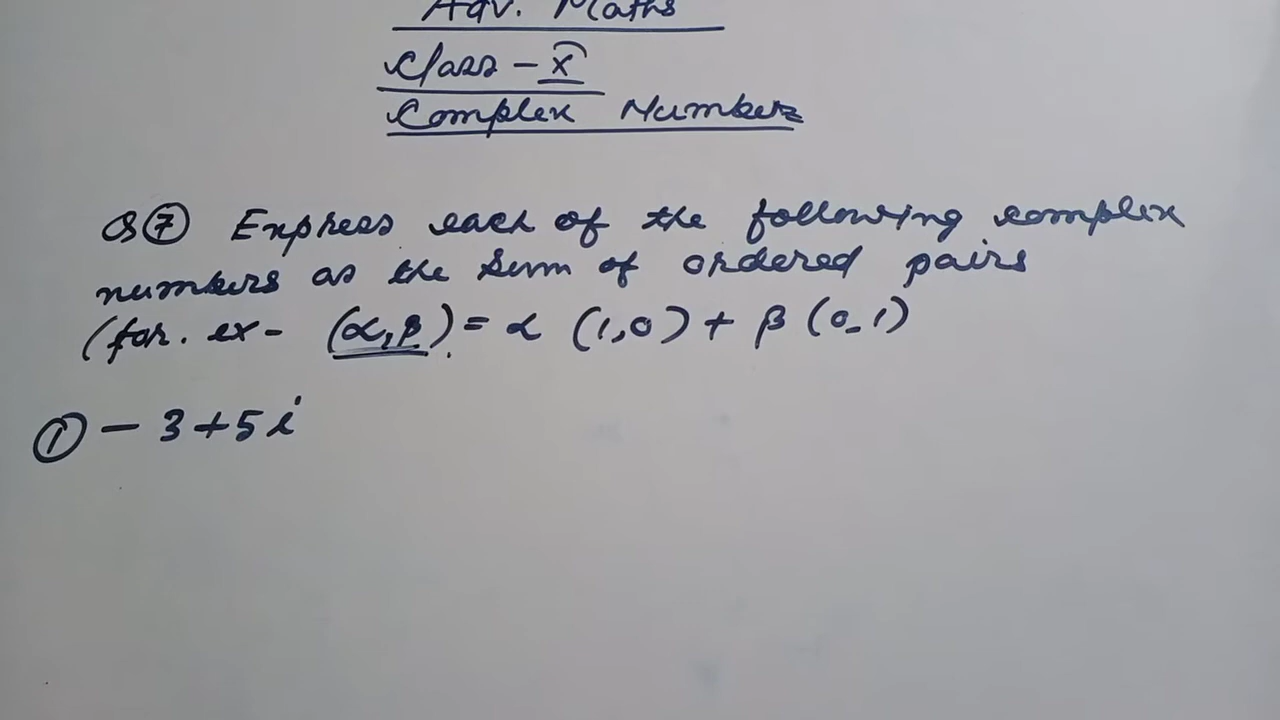 Adv. Maths
Class - X
Complex Numbers
Q⑦ Express each of the following complex
numbers as the sum of ordered pairs
(for. ex - (α,β) = α (1,0) + β (0,1)
① - 3+5i